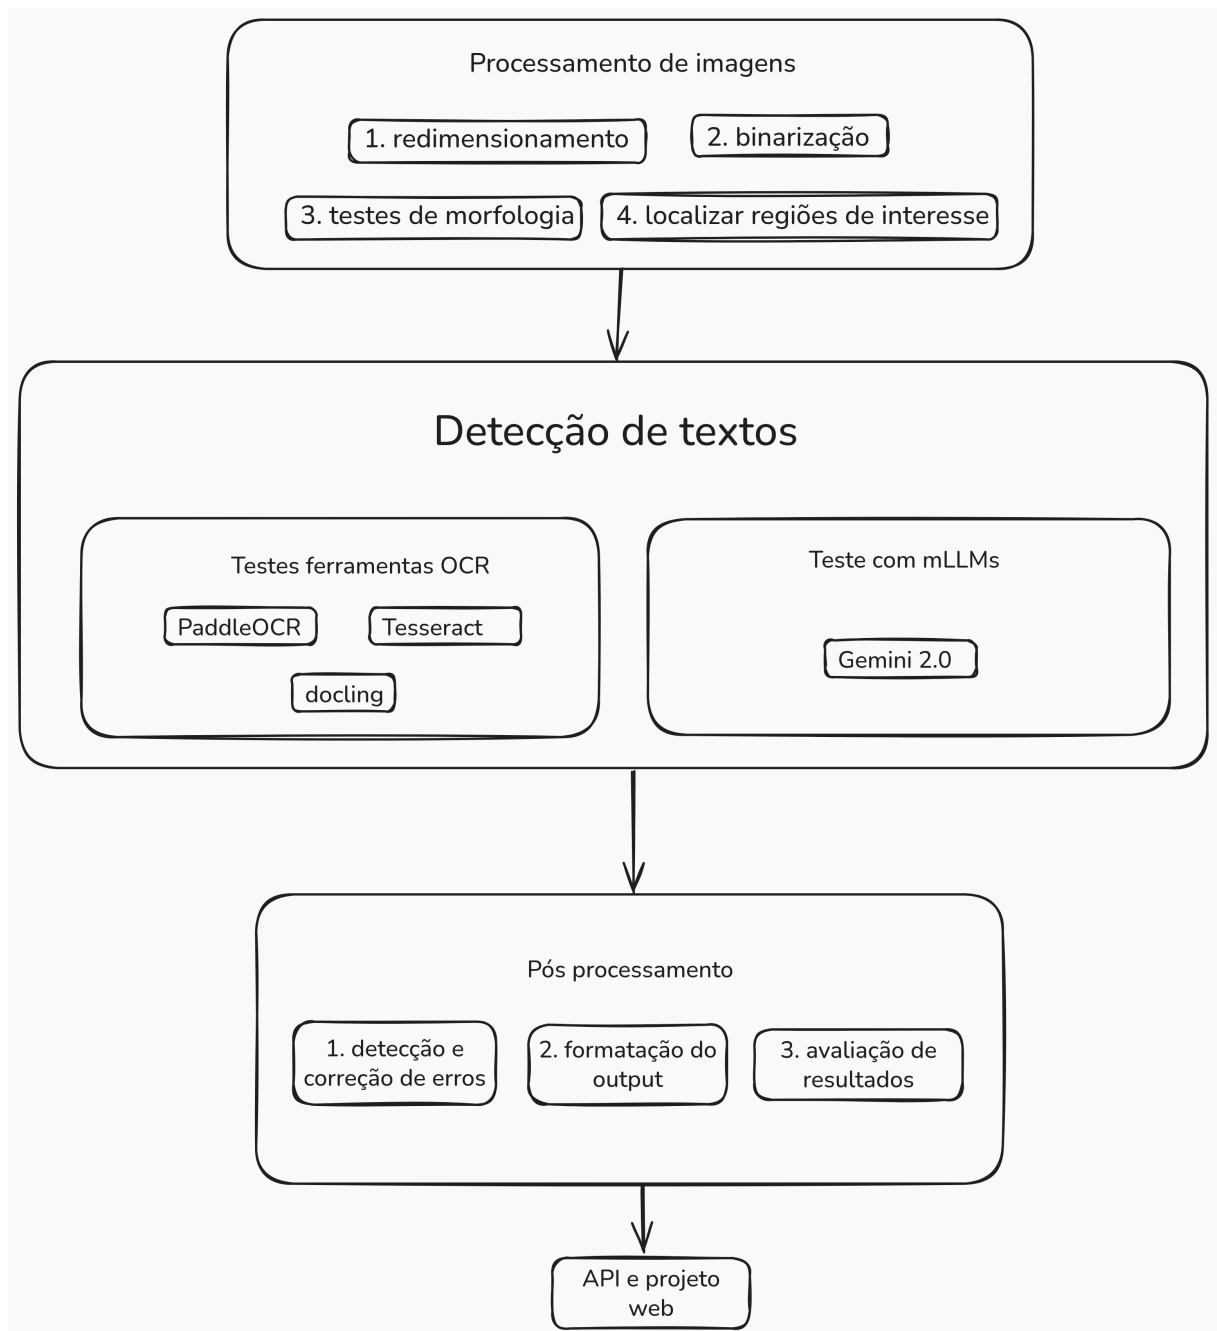 Processamento de imagens
1. redimensionamento
2. binarização
3. testes de morfologia
4. localizar regiões de interesse
Detecção de textos
Testes ferramentas OCR
PaddleOCR
Tesseract
docling
Teste com mLLMs
Gemini 2.0
Pós processamento
1. detecção e
correção de erros
2. formatação do
output
3. avaliação de
resultados
API e projeto
web